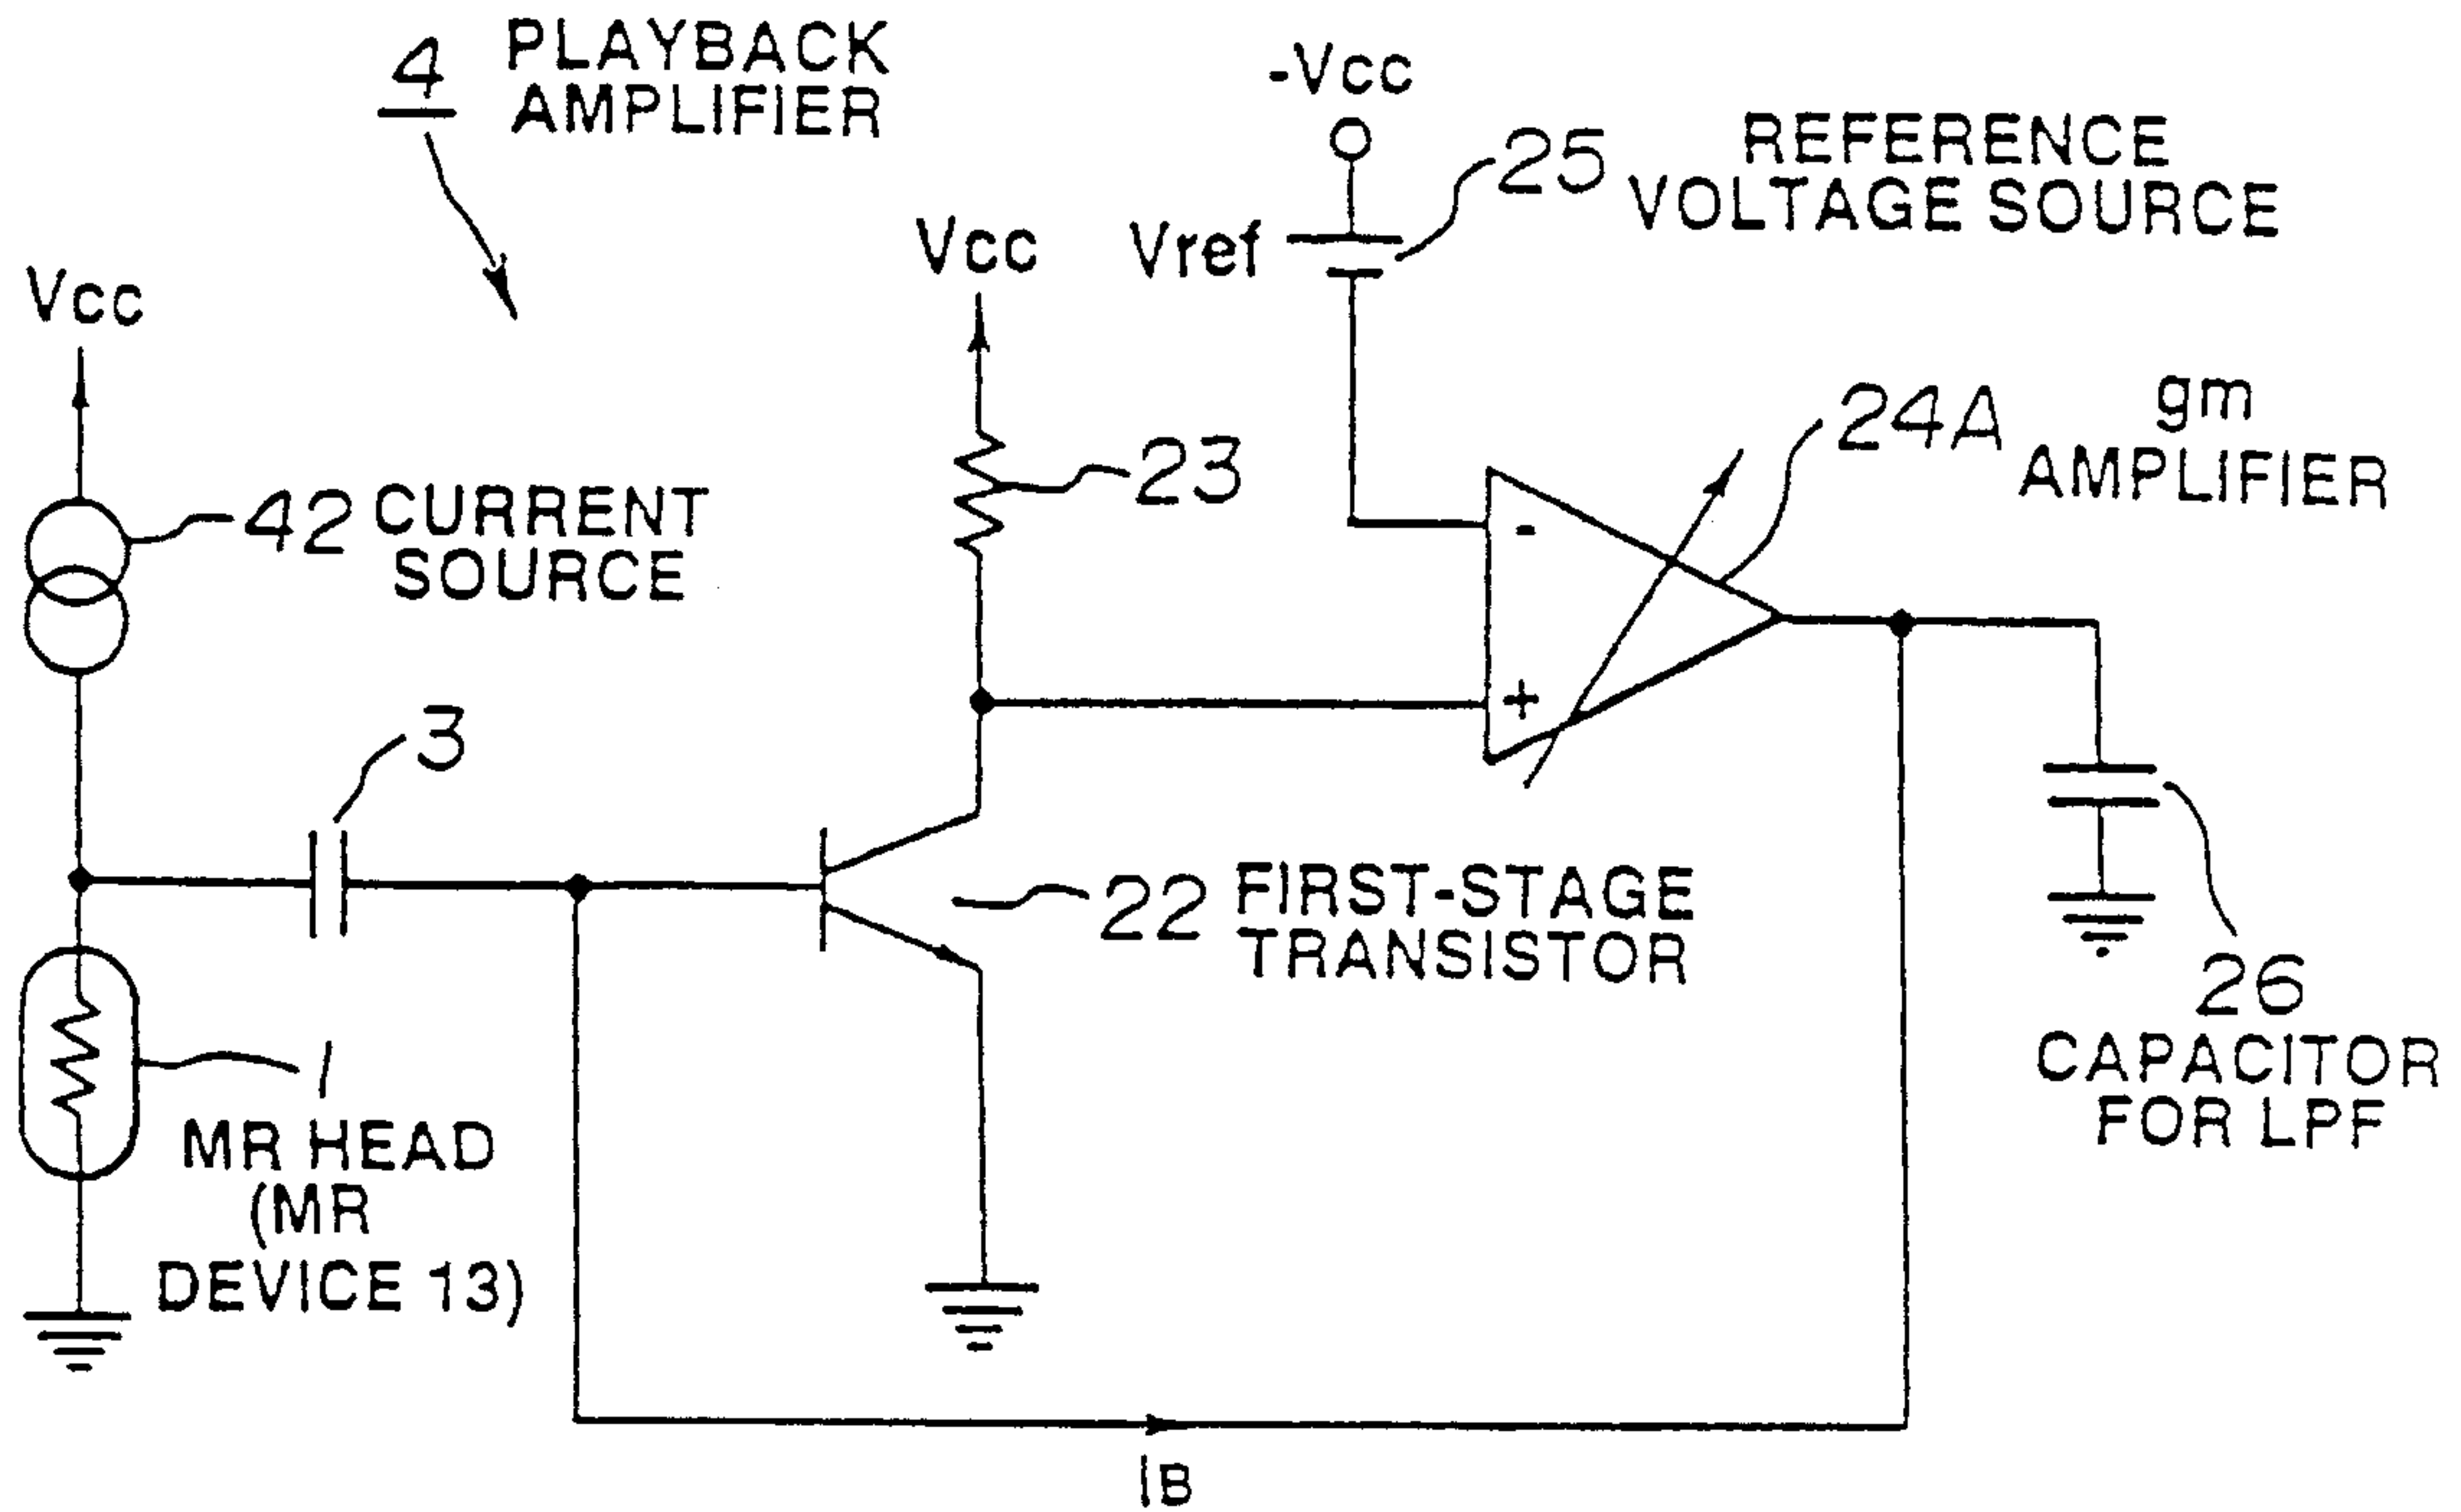 4 PLAYBACK
AMPLIFIER
-Vcc
25 REFERENCE
VOLTAGE SOURCE
Vcc
Vref
Vcc
24A gm
AMPLIFIER
23
42 CURRENT
SOURCE
-
+
3
22 FIRST-STAGE
TRANSISTOR
26
CAPACITOR
FOR LPF
1
MR HEAD
(MR
DEVICE 13)
IB